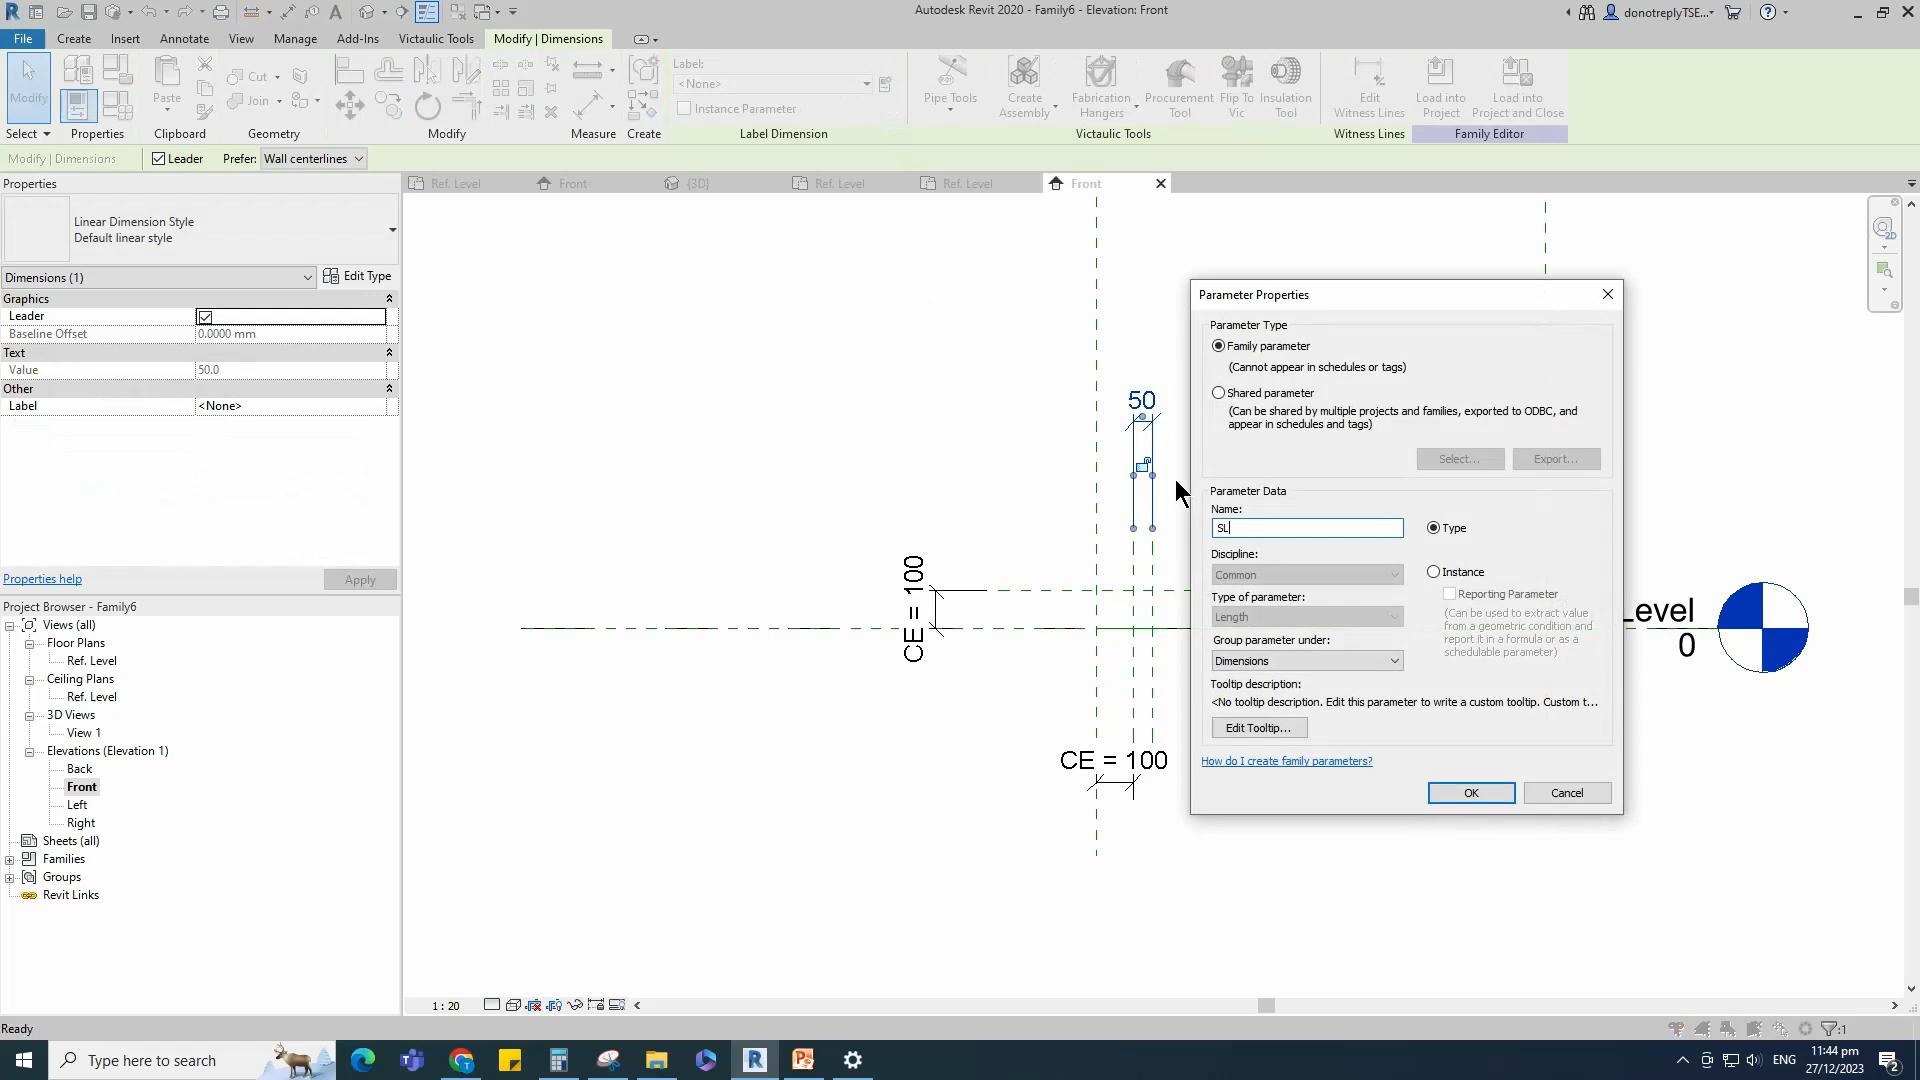 Autodesk Revit 2020 - Family6 - Elevation: Front
donotreplyTSE...
File
Create
Insert
Annotate
View
Manage
Add-Ins
Victaulic Tools
Modify | Dimensions
Modify
Paste
Cut
Join
Label:
<None>
Instance Parameter
Pipe Tools
Create Assembly
Fabrication Hangers
Procurement Tool
Flip To Vic
Insulation Tool
Edit Witness Lines
Load into Project
Load into Project and Close
Select
Properties
Clipboard
Geometry
Modify
Measure
Create
Label Dimension
Victaulic Tools
Witness Lines
Family Editor
Modify | Dimensions
Leader
Prefer:
Wall centerlines
Properties
Ref. Level
Front
{3D}
Ref. Level
Ref. Level
Front
Linear Dimension Style
Default linear style
Dimensions (1)
Edit Type
Graphics
Leader
Baseline Offset
0.0000 mm
Text
Value
50.0
Other
Label
<None>
Properties help
Apply
Project Browser - Family6
Views (all)
Floor Plans
Ref. Level
Ceiling Plans
Ref. Level
3D Views
View 1
Elevations (Elevation 1)
Back
Front
Left
Right
Sheets (all)
Families
Groups
Revit Links
50
CE = 100
CE = 100
Level
0
Parameter Properties
Parameter Type
Family parameter
(Cannot appear in schedules or tags)
Shared parameter
(Can be shared by multiple projects and families, exported to ODBC, and
appear in schedules and tags)
Select...
Export...
Parameter Data
Name:
SL
Type
Discipline:
Common
Instance
Type of parameter:
Reporting Parameter
Length
(Can be used to extract value
from a geometric condition and
report it in a formula or as a
schedulable parameter)
Group parameter under:
Dimensions
Tooltip description:
<No tooltip description. Edit this parameter to write a custom tooltip. Custom t...
Edit Tooltip...
How do I create family parameters?
OK
Cancel
1 : 20
Ready
:1
Type here to search
ENG
11:44 pm
27/12/2023
2